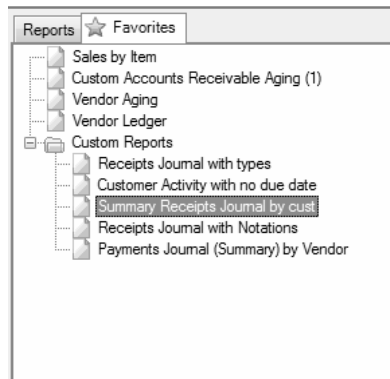 Reports Favorites
Sales by Item
Custom Accounts Receivable Aging (1)
Vendor Aging
Vendor Ledger
Custom Reports
Receipts Journal with types
Customer Activity with no due date
Summary Receipts Journal by cust
Receipts Journal with Notations
Payments Journal (Summary) by Vendor